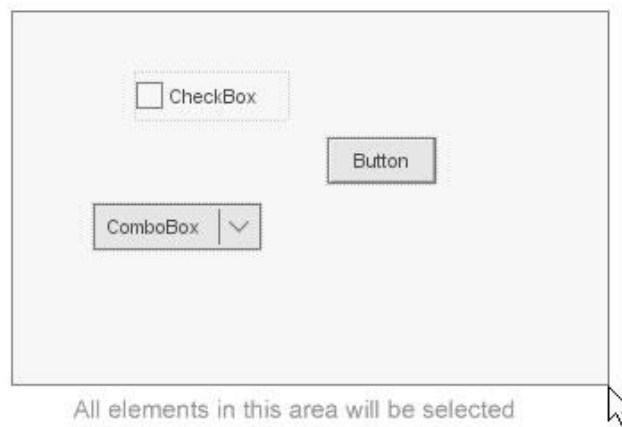 CheckBox
Button
ComboBox
All elements in this area will be selected